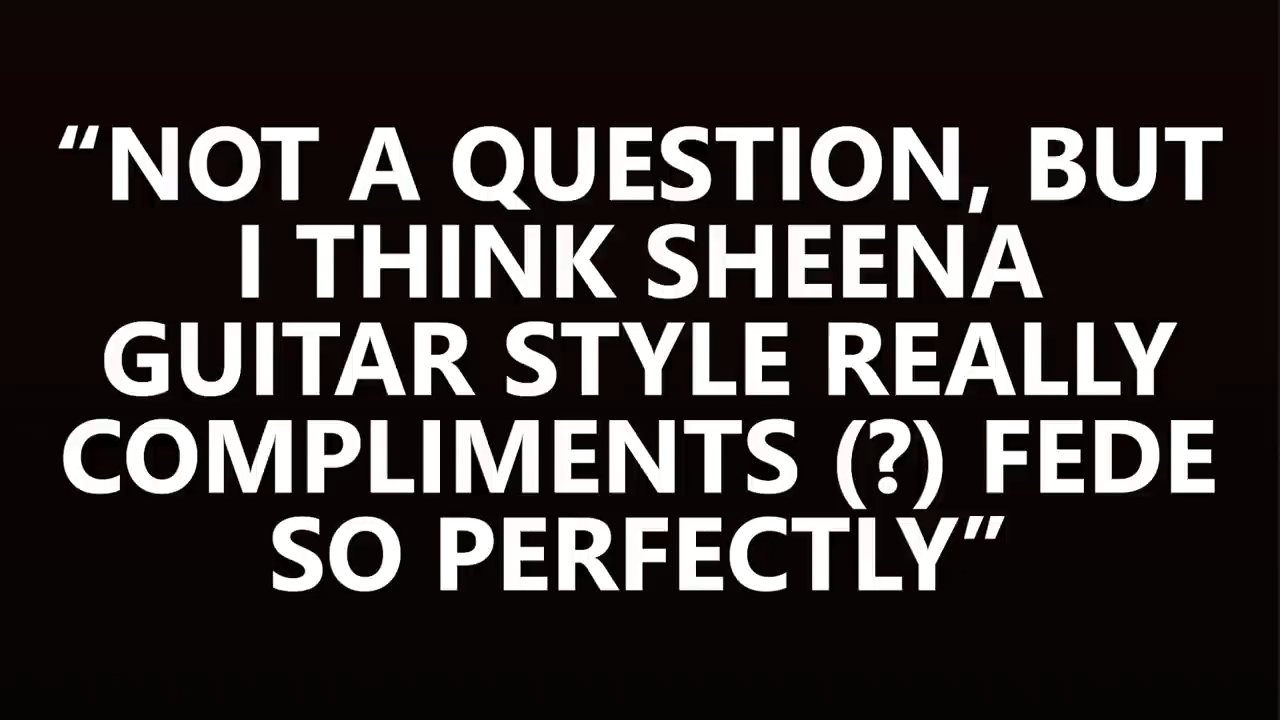 “NOT A QUESTION, BUT
I THINK SHEENA
GUITAR STYLE REALLY
COMPLIMENTS (?) FEDE
SO PERFECTLY”